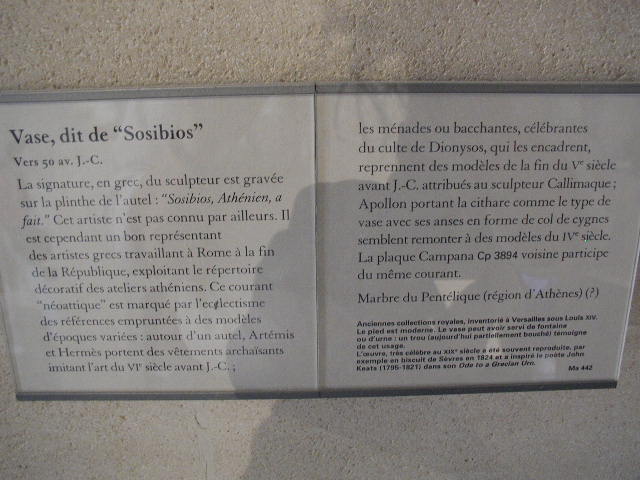 Vase, dit de “Sosibios”
Vers 50 av. J.-C.
La signature, en grec, du sculpteur est gravée
sur la plinthe de l'autel : “Sosibios, Athénien, a
fait.” Cet artiste n'est pas connu par ailleurs. Il
est cependant un bon représentant
des artistes grecs travaillant à Rome à la fin
de la République, exploitant le répertoire
décoratif des ateliers athéniens. Ce courant
“néoattique” est marqué par l'eclectisme
des références empruntées à des modèles
d'époques variées : autour d'un autel, Artémis
et Hermès portent des vêtements archaïsants
imitant l'art du VIe siècle avant J.-C. ;
les ménades ou bacchantes, célébrantes
du culte de Dionysos, qui les encadrent,
reprennent des modèles de la fin du Ve siècle
avant J.-C. attribués au sculpteur Callimaque ;
Apollon portant la cithare comme le type de
vase avec ses anses en forme de col de cygnes
semblent remonter à des modèles du IVe siècle.
La plaque Campana Cp 3894 voisine participe
du même courant.
Marbre du Pentélique (région d'Athènes) (?)
Anciennes collections royales, inventorié à Versailles sous Louis XIV.
Le pied est moderne. Le vase peut avoir servi de fontaine
ou d'urne : un trou (aujourd'hui partiellement bouché) témoigne
de cet usage.
L'œuvre, très célèbre au XIXe siècle a été souvent reproduite, par
exemple en biscuit de Sèvres en 1824 et a inspiré le poète John
Keats (1795-1821) dans son Ode to a Grecian Urn.
Ma 442